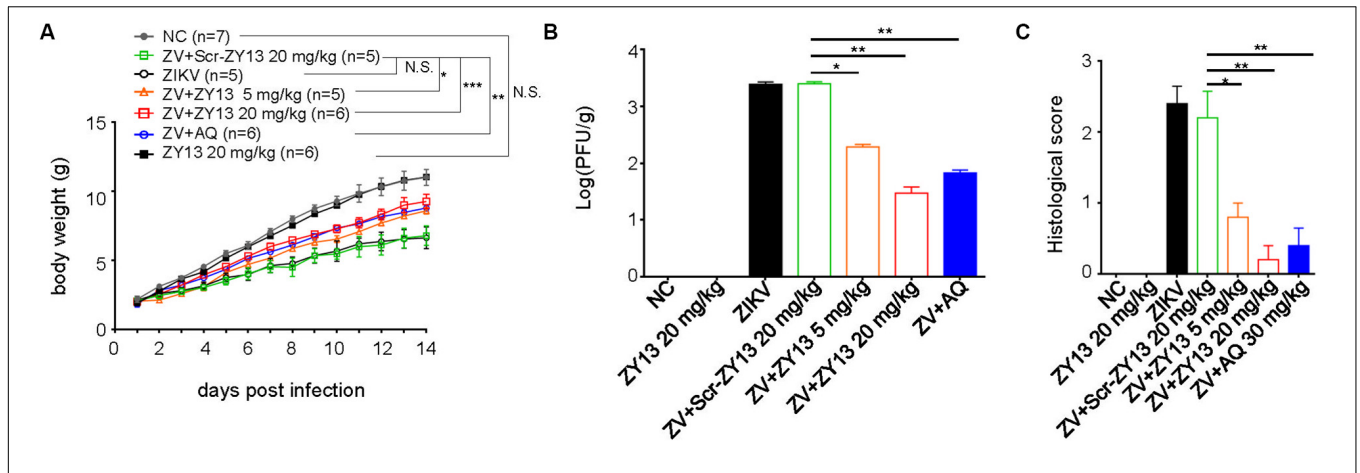 A
NC (n=7)
ZV+Scr-ZY13 20 mg/kg (n=5)
ZIKV (n=5)
ZV+ZY13 5 mg/kg (n=5)
ZV+ZY13 20 mg/kg (n=6)
ZV+AQ (n=6)
ZY13 20 mg/kg (n=6)
N.S.
*
***
**
N.S.
body weight (g)
15
10
5
0
0 2 4 6 8 10 12 14
days post infection
B
Log(PFU/g)
4
3
2
1
0
**
**
*
NC
ZY13 20 mg/kg
ZIKV
ZV+Scr-ZY13 20 mg/kg
ZV+ZY13 5 mg/kg
ZV+ZY13 20 mg/kg
ZV+AQ
C
Histological score
3
2
1
0
**
**
*
NC
ZY13 20 mg/kg
ZIKV
ZV+Scr-ZY13 20 mg/kg
ZV+ZY13 5 mg/kg
ZV+ZY13 20 mg/kg
ZV+AQ 30 mg/kg